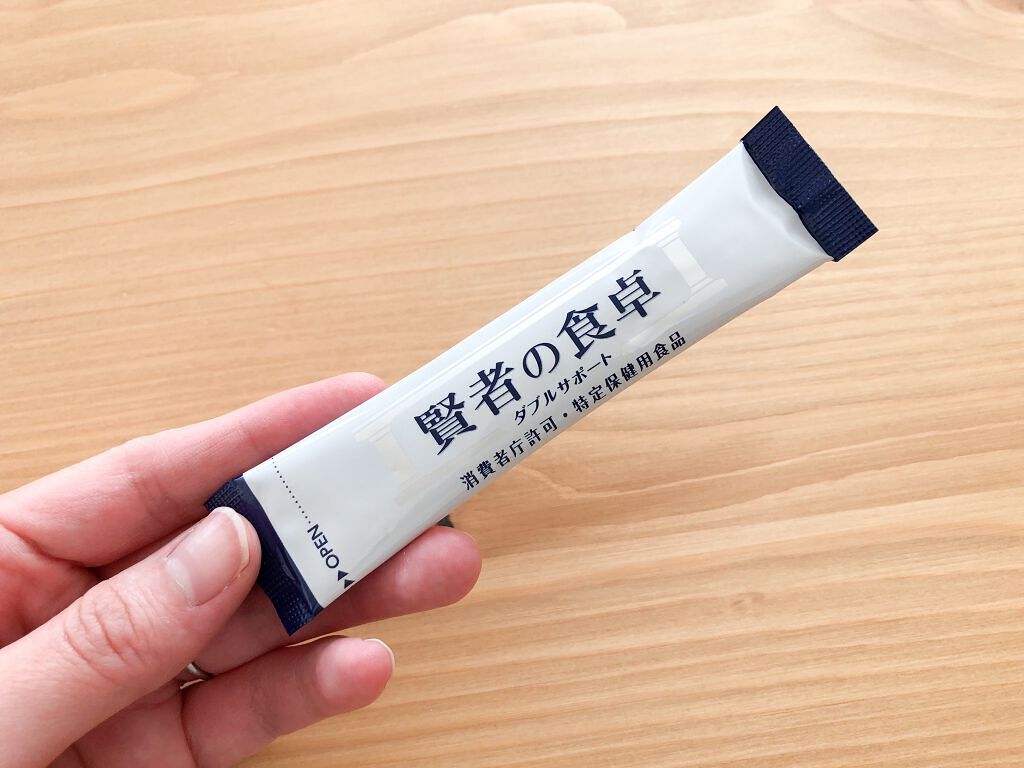 賢者の食卓
ダブルサポート
消費者庁許可・特定保健用食品
OPEN